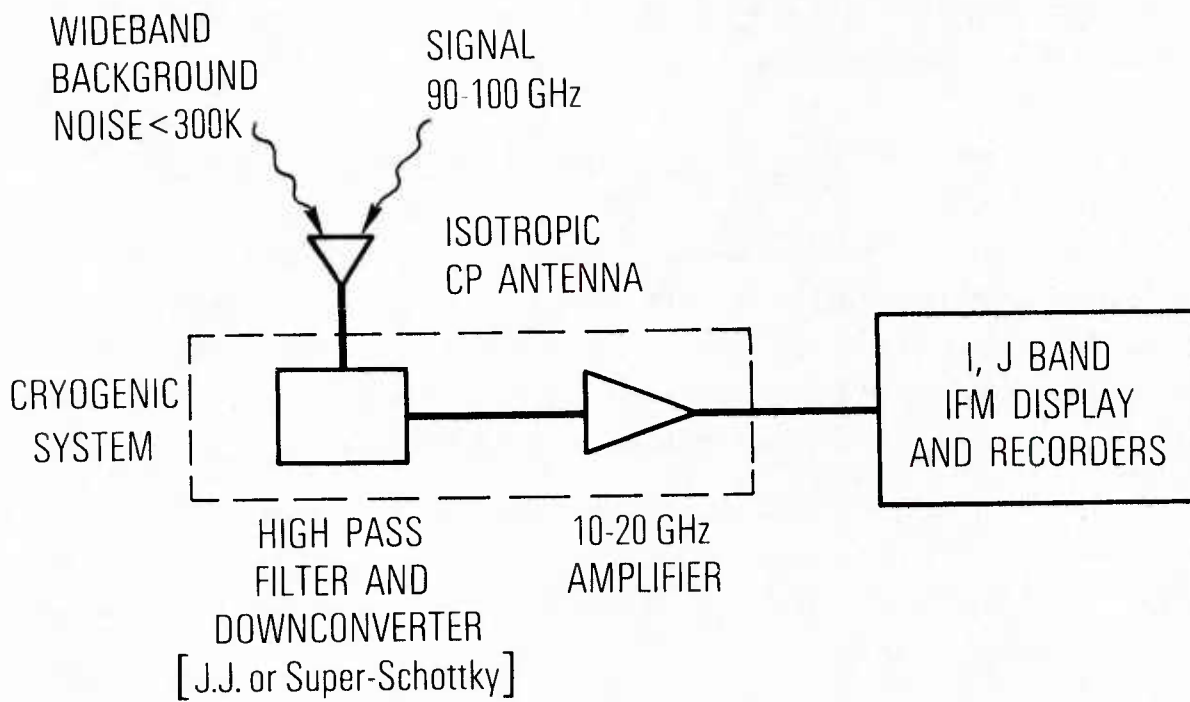 WIDEBAND
BACKGROUND
NOISE<300K
SIGNAL
90-100 GHz
ISOTROPIC
CP ANTENNA
CRYOGENIC
SYSTEM
I, J BAND
IFM DISPLAY
AND RECORDERS
HIGH PASS
FILTER AND
DOWNCONVERTER
[J.J. or Super-Schottky]
10-20 GHz
AMPLIFIER